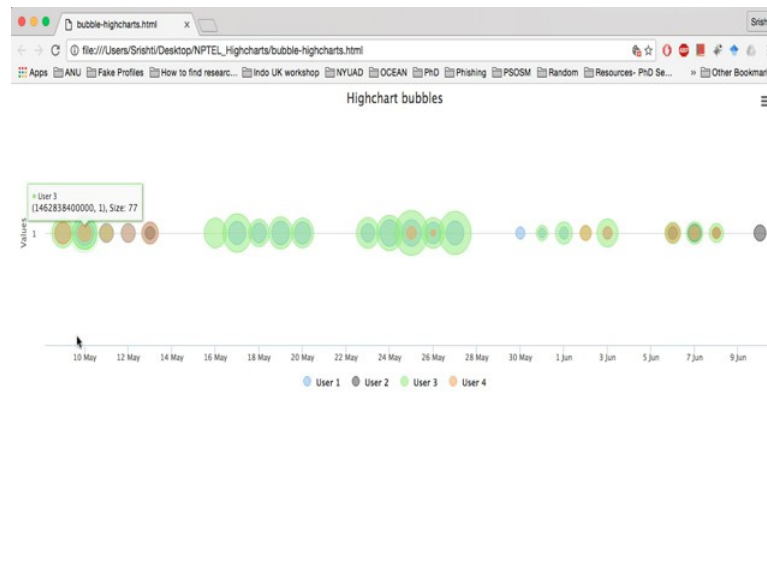 bubble-highcharts.html
Srish
file:///Users/Srishti/Desktop/NPTEL_Highcharts/bubble-highcharts.html
Apps ANU Fake Profiles How to find researc... Indo UK workshop NYUAD OCEAN PhD Phishing PSOSM Random Resources- PhD Se... » Other Bookmar
Highchart bubbles
User 3
(1462838400000, 1), Size: 77
Values
1
10 May 12 May 14 May 16 May 18 May 20 May 22 May 24 May 26 May 28 May 30 May 1 Jun 3 Jun 5 Jun 7 Jun 9 Jun
User 1 User 2 User 3 User 4